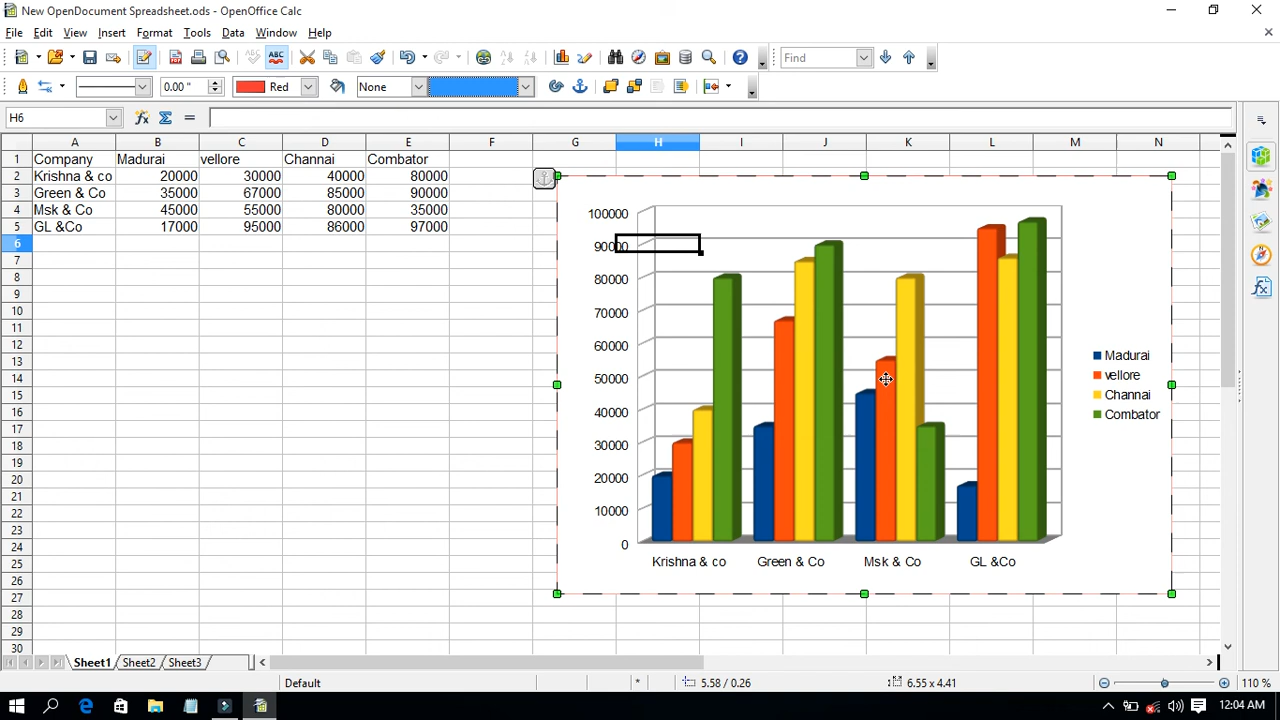 New OpenDocument Spreadsheet.ods - OpenOffice Calc
File Edit View Insert Format Tools Data Window Help
ABC Find
0.00 " Red None
H6
A B C D E F G H I J K L M N
1 Company Madurai vellore Channai Combator
2 Krishna & co 20000 30000 40000 80000
3 Green & Co 35000 67000 85000 90000
4 Msk & Co 45000 55000 80000 35000
5 GL &Co 17000 95000 86000 97000
6
7
8
9
10
11
12
13
14
15
16
17
18
19
20
21
22
23
24
25
26
27
28
29
30
100000
90000
80000
70000
60000
50000
40000
30000
20000
10000
0
Krishna & co Green & Co Msk & Co GL &Co
Madurai
vellore
Channai
Combator
Sheet1 Sheet2 Sheet3
Default * 5.58 / 0.26 6.55 x 4.41 110 %
12:04 AM